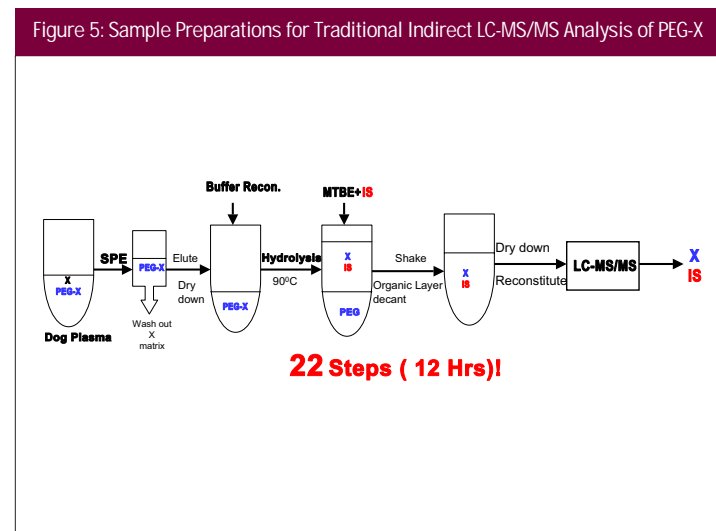 Figure 5: Sample Preparations for Traditional Indirect LC-MS/MS Analysis of PEG-X
Buffer Recon.
MTBE+IS
X
PEG-X
Dog Plasma
SPE
PEG-X
Wash out
X
matrix
Elute
Dry
down
PEG-X
Hydrolysis
90⁰C
X
IS
PEG
Shake
Organic Layer
decant
X
IS
Dry down
Reconstitute
LC-MS/MS
X
IS
22 Steps ( 12 Hrs)!